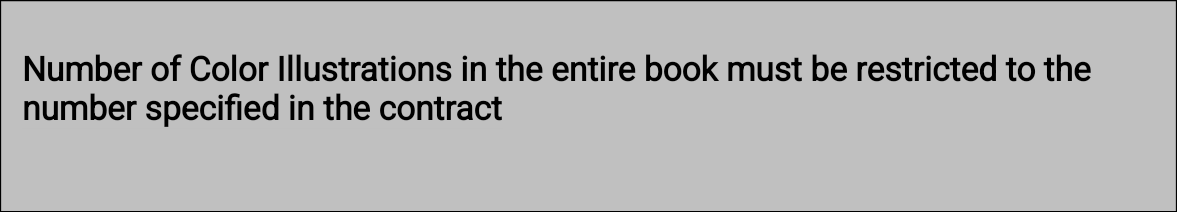 Number of Color Illustrations in the entire book must be restricted to the
number specified in the contract